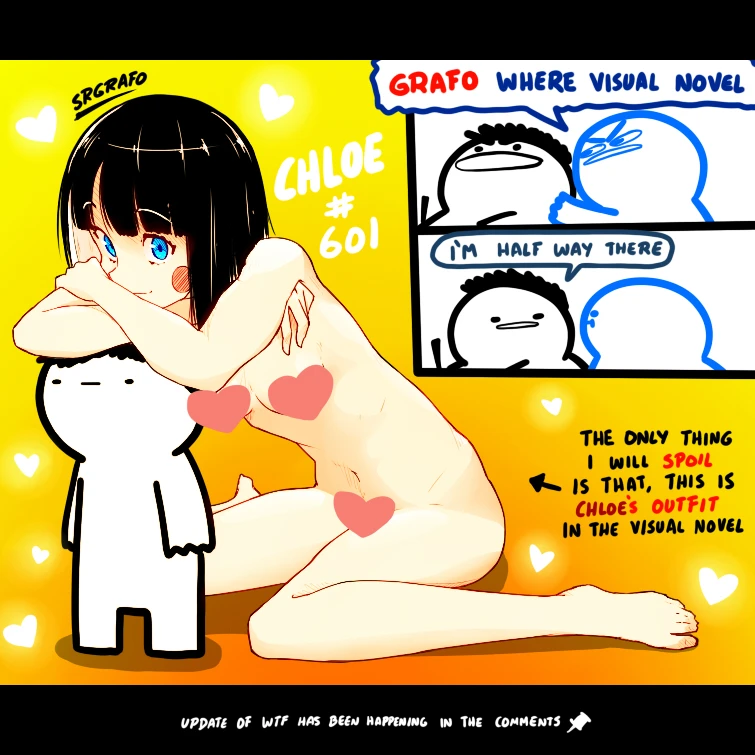 SRGRAFO
GRAFO WHERE VISUAL NOVEL
CHLOE
#
601
I'M HALF WAY THERE
THE ONLY THING
I WILL SPOIL
IS THAT, THIS IS
CHLOE'S OUTFIT
IN THE VISUAL NOVEL
UPDATE OF WTF HAS BEEN HAPPENING IN THE COMMENTS